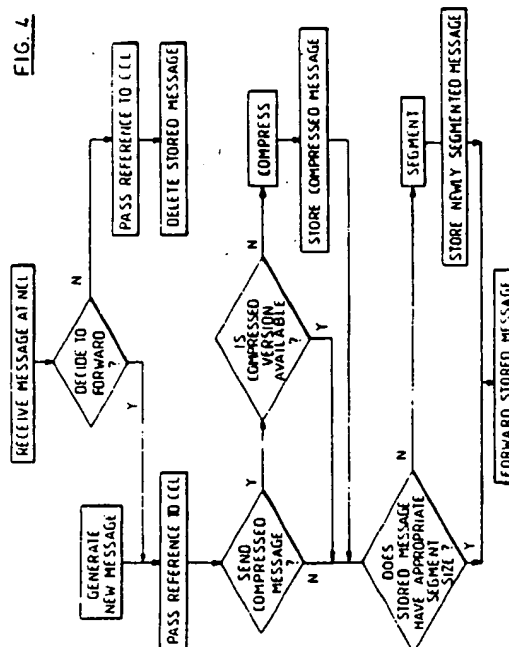 FIG. 4
RECEIVE MESSAGE AT NCL
DECIDE TO
FORWARD
?
N
Y
PASS REFERENCE TO CCL
DELETE STORED MESSAGE
GENERATE
NEW MESSAGE
PASS REFERENCE TO CCL
SEND
COMPRESSED
MESSAGE
?
Y
N
IS
COMPRESSED
VERSION
AVAILABLE
?
N
Y
COMPRESS
STORE COMPRESSED MESSAGE
DOES
STORED MESSAGE
HAVE APPROPRIATE
SEGMENT
SIZE ?
N
Y
SEGMENT
STORE NEWLY SEGMENTED MESSAGE
FORWARD STORED MESSAGE